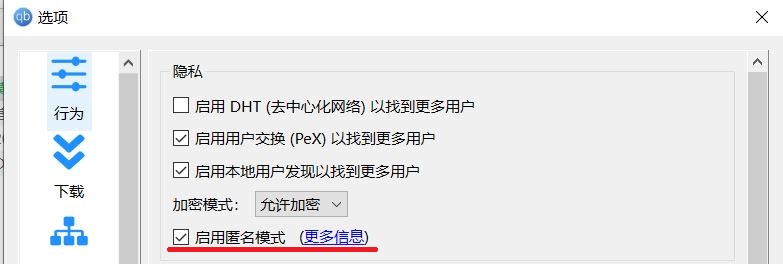 qb 选项
隐私
启用 DHT (去中心化网络) 以找到更多用户
行为
启用用户交换 (PeX) 以找到更多用户
启用本地用户发现以找到更多用户
下载
加密模式： 允许加密
启用匿名模式 (更多信息)